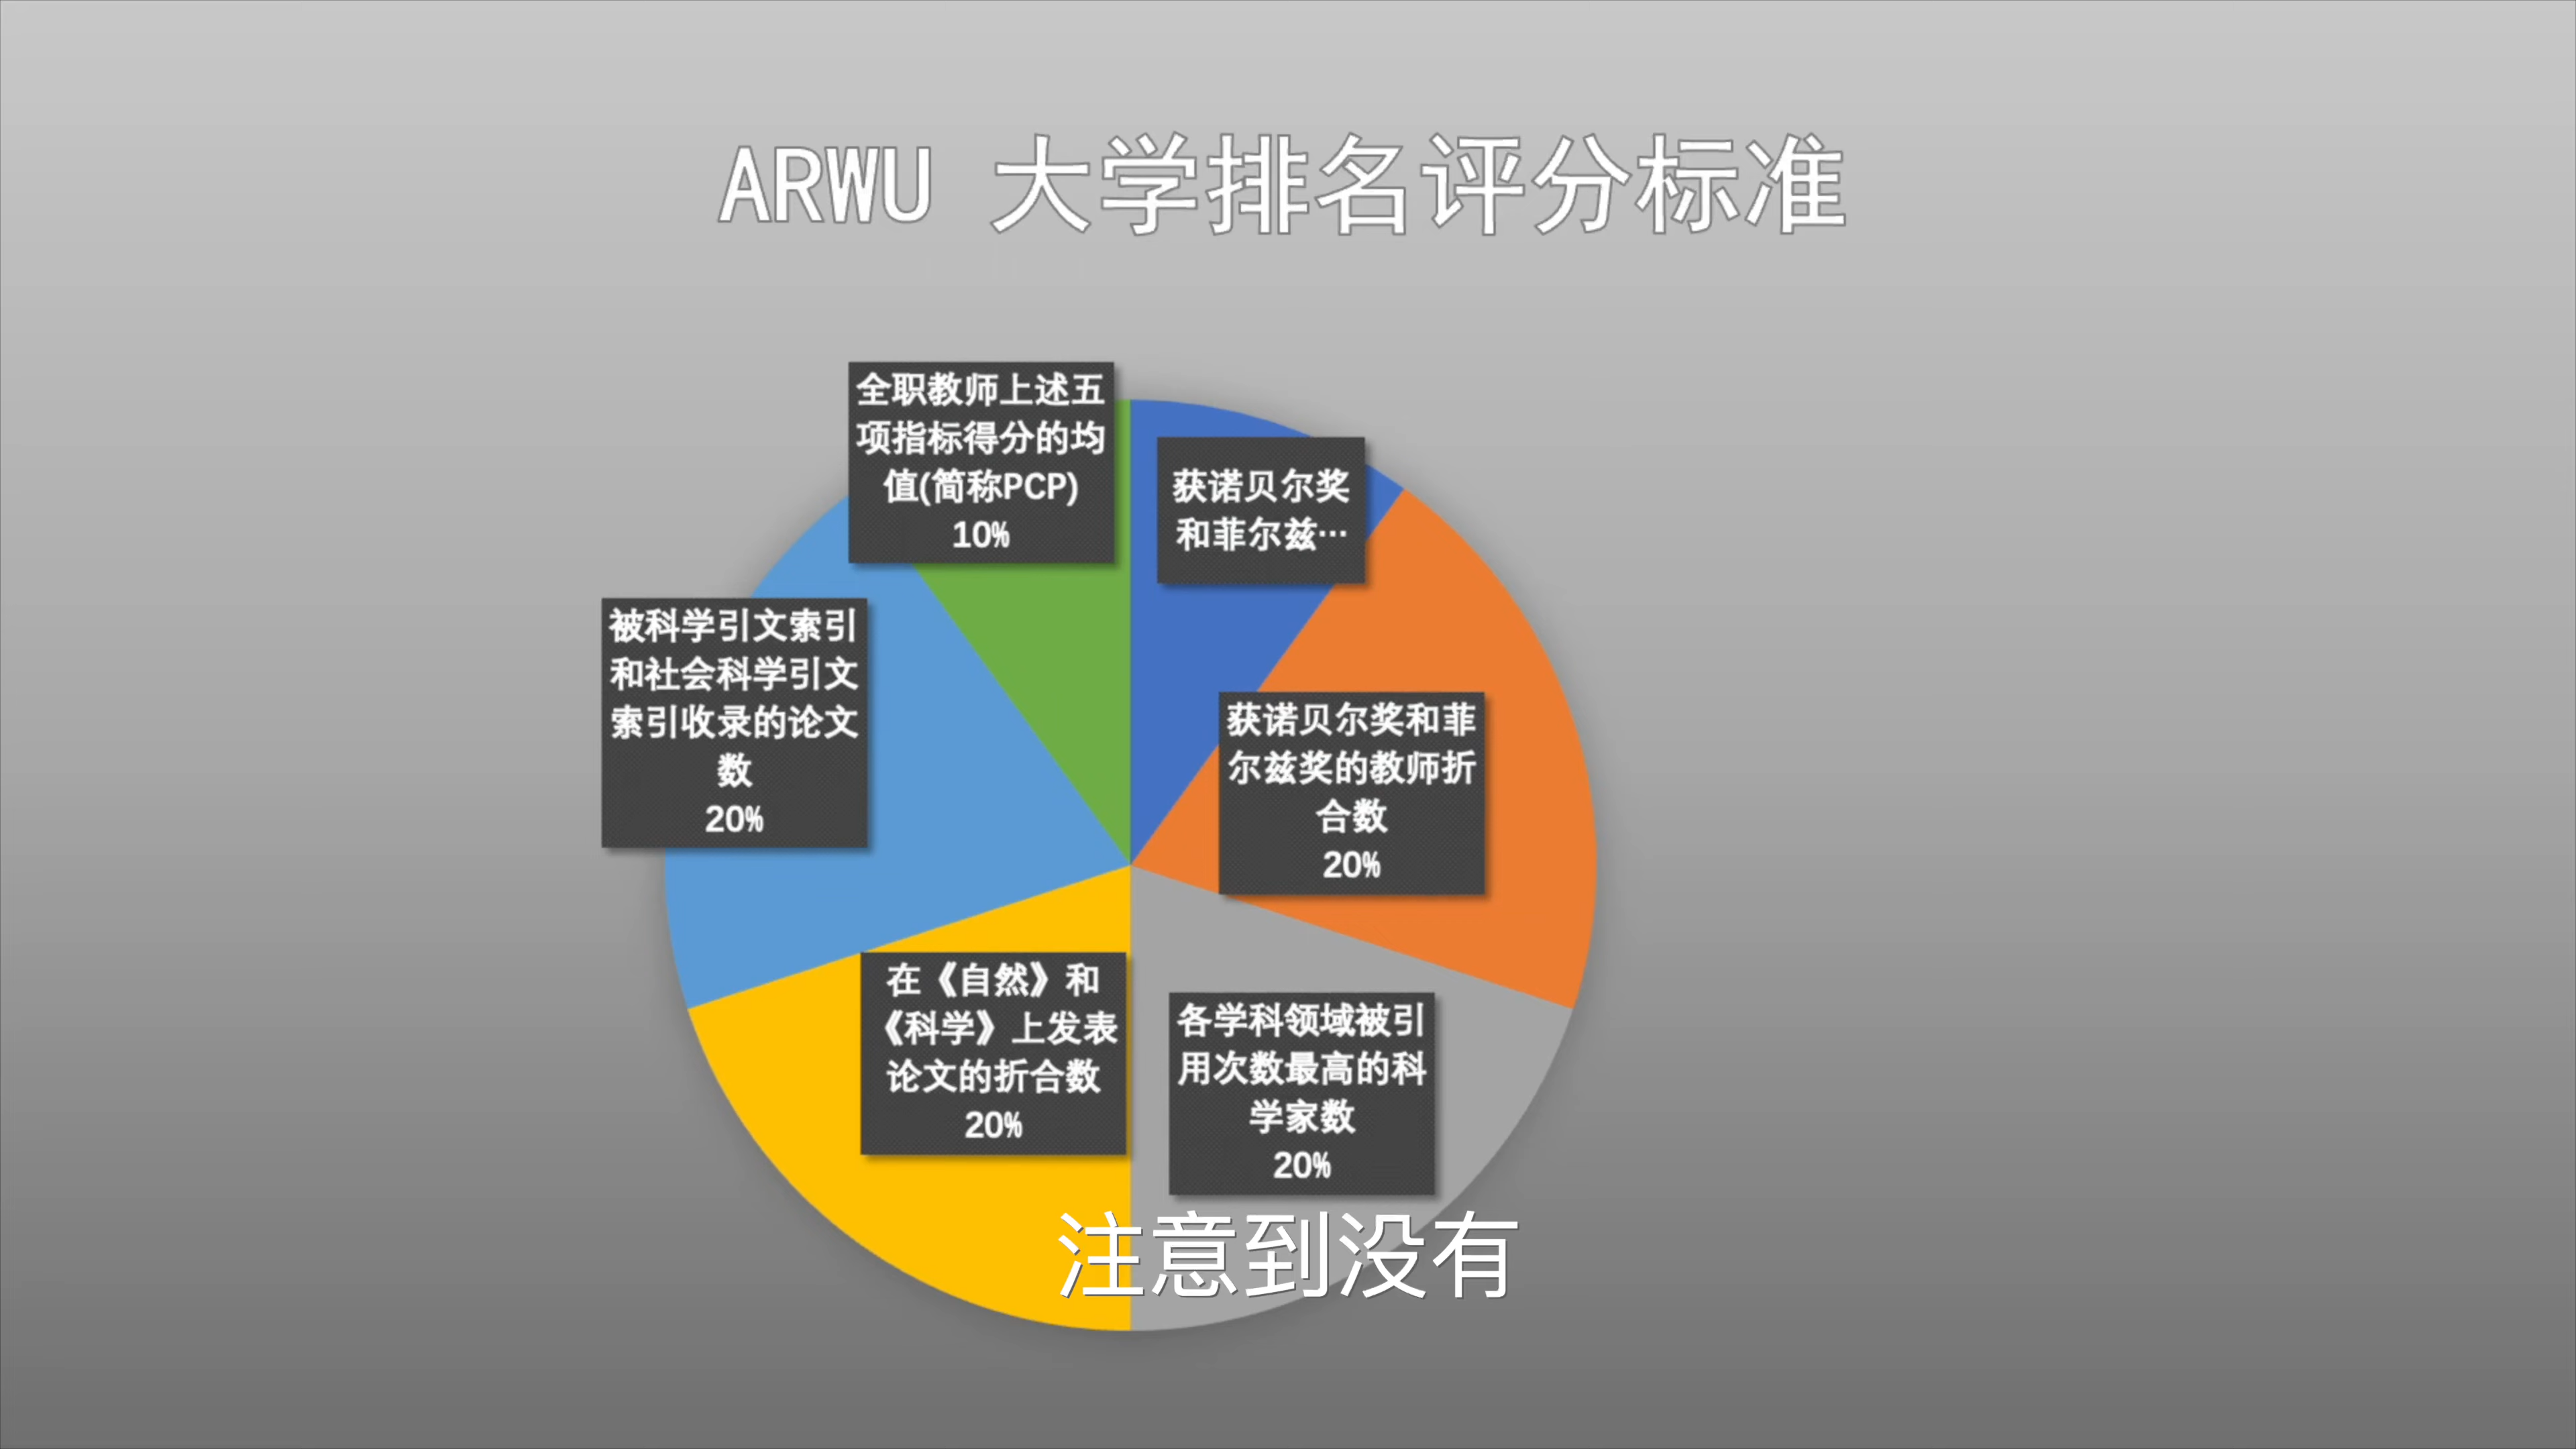 ARWU 大学排名评分标准
全职教师上述五
项指标得分的均
值(简称PCP)
10%
获诺贝尔奖
和菲尔兹…
被科学引文索引
和社会科学引文
索引收录的论文
数
20%
获诺贝尔奖和菲
尔兹奖的教师折
合数
20%
在《自然》和
《科学》上发表
论文的折合数
20%
各学科领域被引
用次数最高的科
学家数
20%
注意到没有